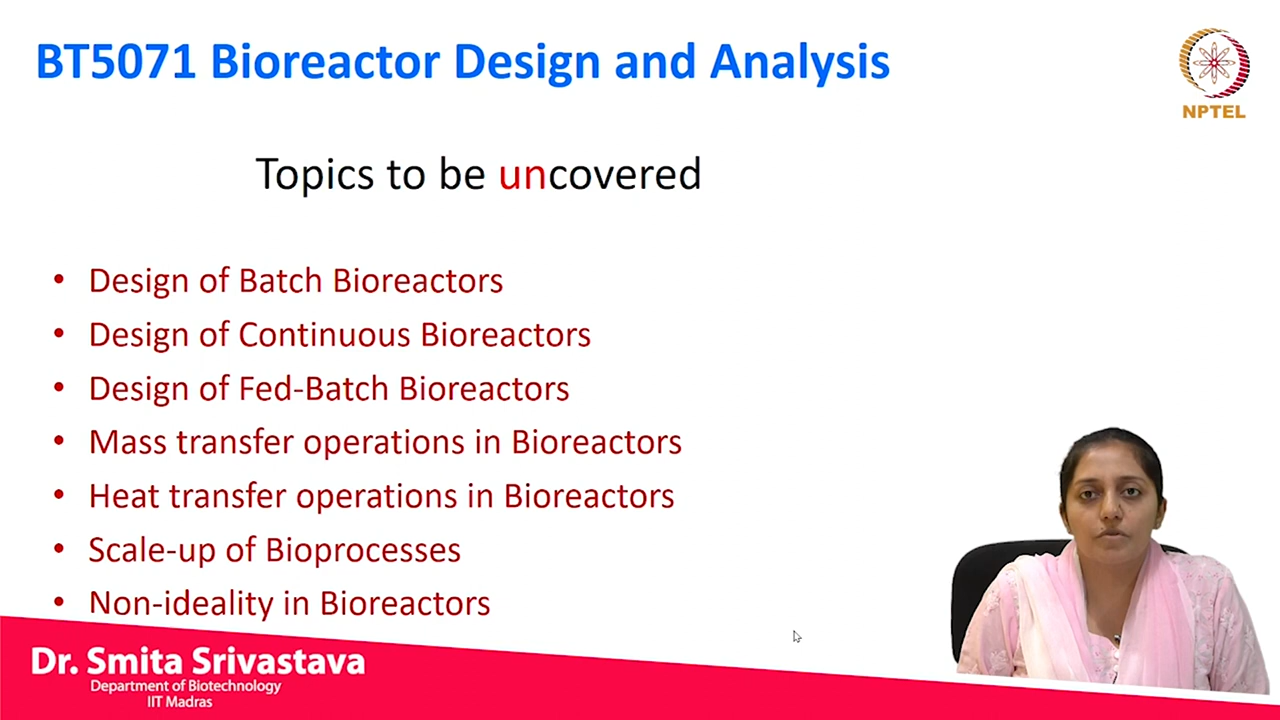 BT5071 Bioreactor Design and Analysis
NPTEL
Topics to be uncovered
• Design of Batch Bioreactors
• Design of Continuous Bioreactors
• Design of Fed-Batch Bioreactors
• Mass transfer operations in Bioreactors
• Heat transfer operations in Bioreactors
• Scale-up of Bioprocesses
• Non-ideality in Bioreactors
Dr. Smita Srivastava
Department of Biotechnology
IIT Madras